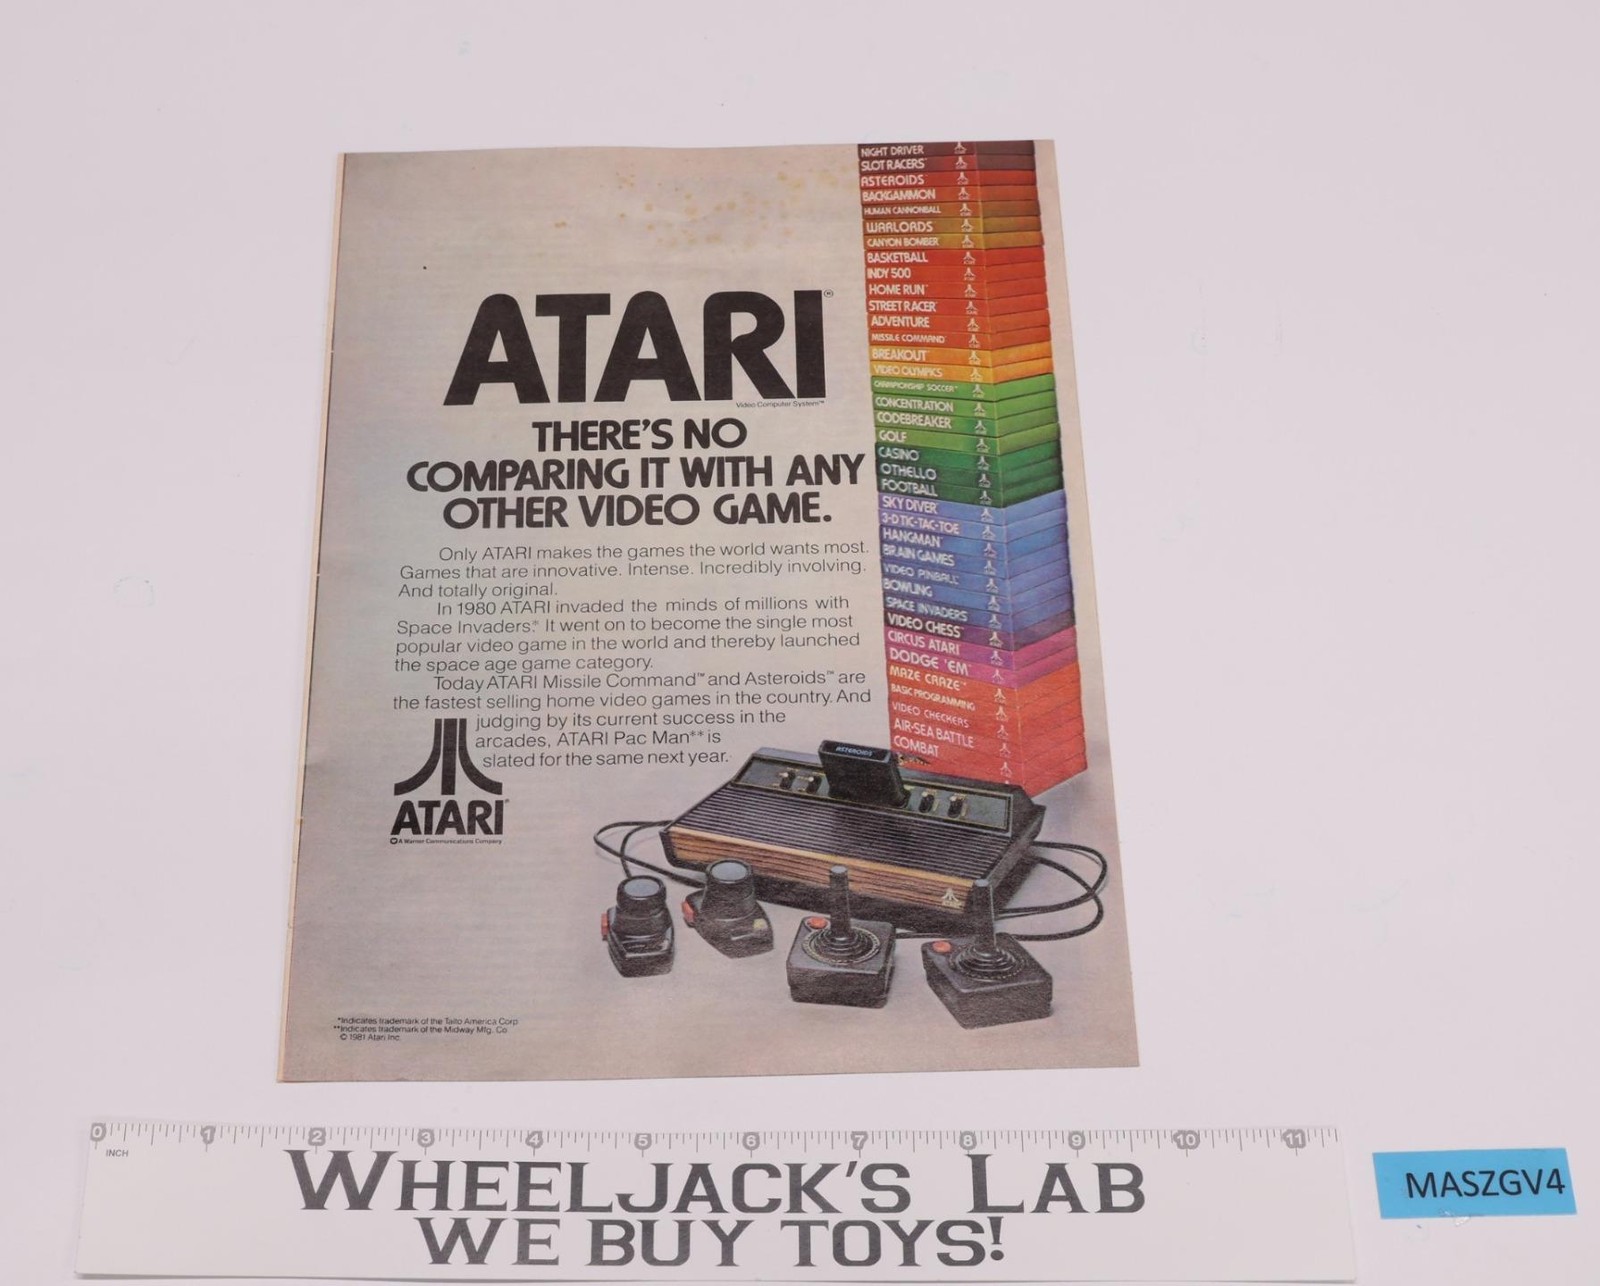 NIGHT DRIVER
SLOT RACERS
ASTEROIDS
BACKGAMMON
HUMAN CANNONBALL
WARLORDS
CANYON BOMBER
BASKETBALL
INDY 500
HOME RUN
STREET RACER
ADVENTURE
MISSILE COMMAND
BREAKOUT
VIDEO OLYMPICS
CHAMPIONSHIP SOCCER™
CONCENTRATION
CODEBREAKER
GOLF
CASINO
OTHELLO
FOOTBALL
SKY DIVER
3-D TIC-TAC-TOE
HANGMAN
BRAIN GAMES
VIDEO PINBALL
BOWLING
SPACE INVADERS
VIDEO CHESS
CIRCUS ATARI
DODGE 'EM
MAZE CRAZE™
BASIC PROGRAMMING
VIDEO CHECKERS
AIR-SEA BATTLE
COMBAT
ATARI®
Video Computer System™
THERE'S NO
COMPARING IT WITH ANY
OTHER VIDEO GAME.
Only ATARI makes the games the world wants most.
Games that are innovative. Intense. Incredibly involving.
And totally original.
In 1980 ATARI invaded the minds of millions with
Space Invaders.* It went on to become the single most
popular video game in the world and thereby launched
the space age game category.
Today ATARI Missile Command™ and Asteroids™ are
the fastest selling home video games in the country. And
judging by its current success in the
arcades, ATARI Pac Man** is
slated for the same next year.
ATARI®
A Warner Communications Company
ASTEROIDS
*Indicates trademark of the Taito America Corp
**Indicates trademark of the Midway Mfg. Co
© 1981 Atari Inc.
0 1 2 3 4 5 6 7 8 9 10 11
INCH
WHEELJACK'S LAB
WE BUY TOYS!
MASZGV4